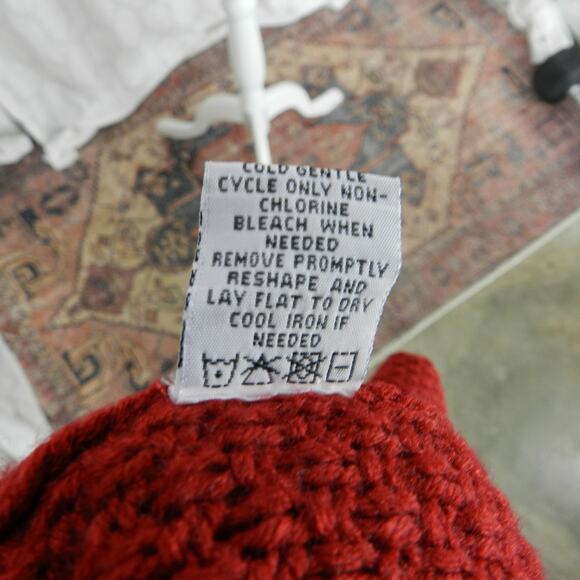 COLD GENTLE
CYCLE ONLY NON-
CHLORINE
BLEACH WHEN
NEEDED
REMOVE PROMPTLY
RESHAPE AND
LAY FLAT TO DRY
COOL IRON IF
NEEDED